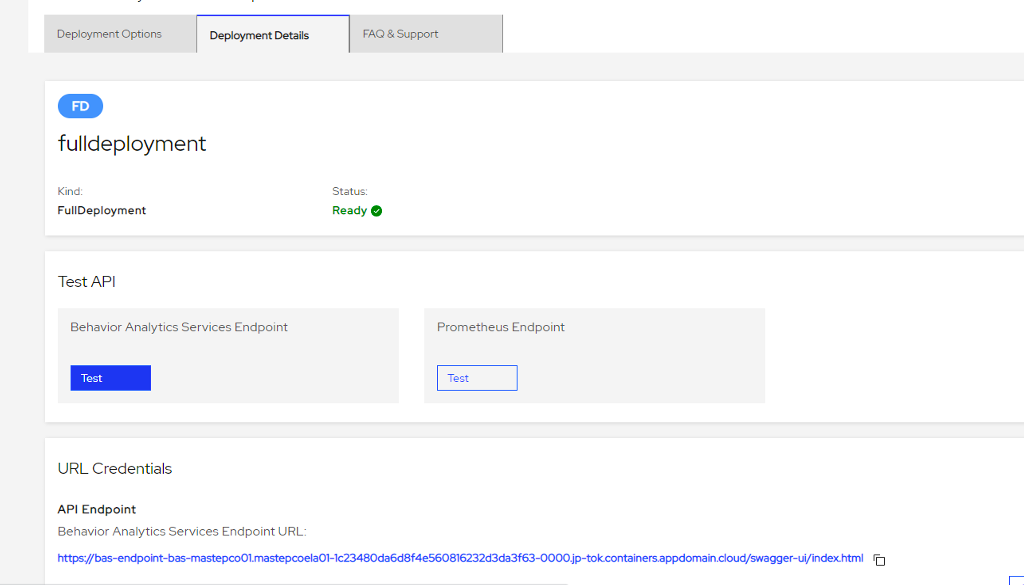 Deployment Options
Deployment Details
FAQ & Support
FD
fulldeployment
Kind:
Status:
FullDeployment
Ready
Test API
Behavior Analytics Services Endpoint
Prometheus Endpoint
Test
Test
URL Credentials
API Endpoint
Behavior Analytics Services Endpoint URL:
https://bas-endpoint-bas-mastepco01.mastepcoela01-1c23480da6d8f4e560816232d3da3f63-0000.jp-tok.containers.appdomain.cloud/swagger-ui/index.html